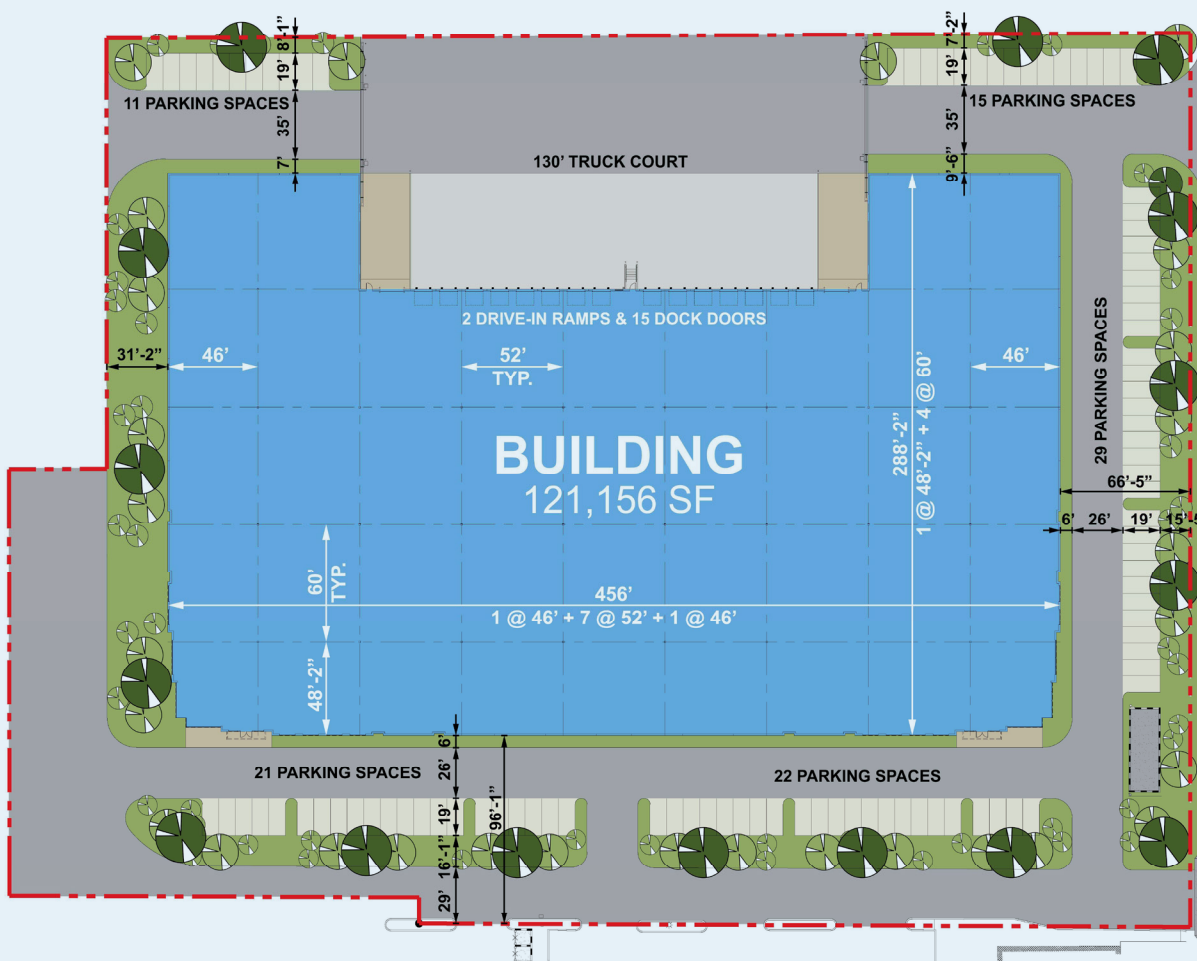 8'-1"
19'
11 PARKING SPACES
35'
7'
7'-2"
19'
15 PARKING SPACES
35'
9'-6"
130' TRUCK COURT
2 DRIVE-IN RAMPS & 15 DOCK DOORS
31'-2"
46'
52'
TYP.
46'
BUILDING
121,156 SF
288'-2"
1 @ 48'-2" + 4 @ 60'
29 PARKING SPACES
66'-5"
6'
26'
19'
15'-5
60'
TYP.
456'
1 @ 46' + 7 @ 52' + 1 @ 46'
48'-2"
6'
21 PARKING SPACES
26'
22 PARKING SPACES
19'
96'-1"
16'-1"
29'